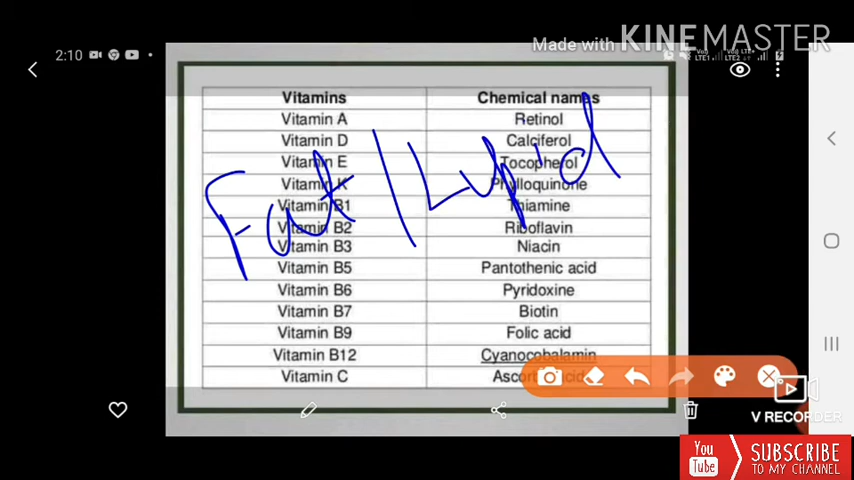 Made with KINEMASTER
2:10
LTE1 LTE2
Vitamins Chemical names
Vitamin A Retinol
Vitamin D Calciferol
Vitamin E Tocopherol
Vitamin K Phylloquinone
Vitamin B1 Thiamine
Vitamin B2 Riboflavin
Vitamin B3 Niacin
Vitamin B5 Pantothenic acid
Vitamin B6 Pyridoxine
Vitamin B7 Biotin
Vitamin B9 Folic acid
Vitamin B12 Cyanocobalamin
Vitamin C
Fat / Lipid
V RECORDER
You Tube
SUBSCRIBE
TO MY CHANNEL